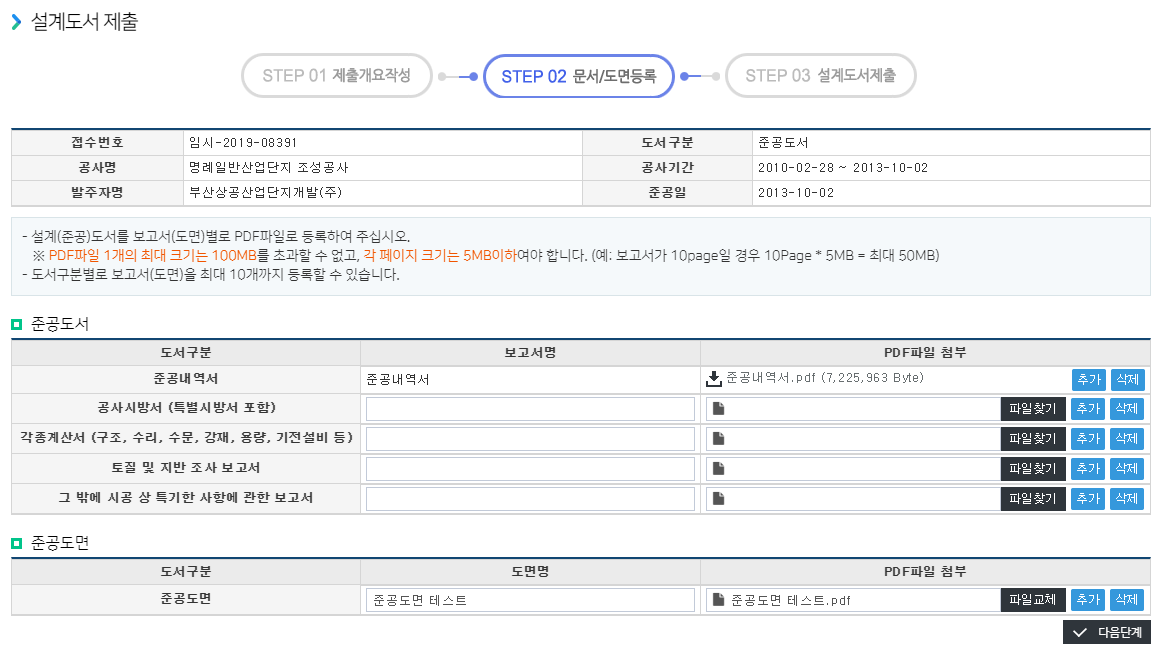 설계도서 제출
STEP 01 제출개요작성
STEP 02 문서/도면등록
STEP 03 설계도서제출
접수번호 임시-2019-08391 도서구분 준공도서
공사명 명례일반산업단지 조성공사 공사기간 2010-02-28 ~ 2013-10-02
발주자명 부산상공산업단지개발(주) 준공일 2013-10-02
- 설계(준공)도서를 보고서(도면)별로 PDF파일로 등록하여 주십시오.
※ PDF파일 1개의 최대 크기는 100MB를 초과할 수 없고, 각 페이지 크기는 5MB이하여야 합니다. (예: 보고서가 10page일 경우 10Page * 5MB = 최대 50MB)
- 도서구분별로 보고서(도면)을 최대 10개까지 등록할 수 있습니다.
준공도서
도서구분 보고서명 PDF파일 첨부
준공내역서 준공내역서 준공내역서.pdf (7,225,963 Byte) 추가 삭제
공사시방서 (특별시방서 포함) 파일찾기 추가 삭제
각종계산서 (구조, 수리, 수문, 강재, 용량, 기전설비 등) 파일찾기 추가 삭제
토질 및 지반 조사 보고서 파일찾기 추가 삭제
그 밖에 시공 상 특기한 사항에 관한 보고서 파일찾기 추가 삭제
준공도면
도서구분 도면명 PDF파일 첨부
준공도면 준공도면 테스트 준공도면 테스트.pdf 파일교체 추가 삭제
다음단계